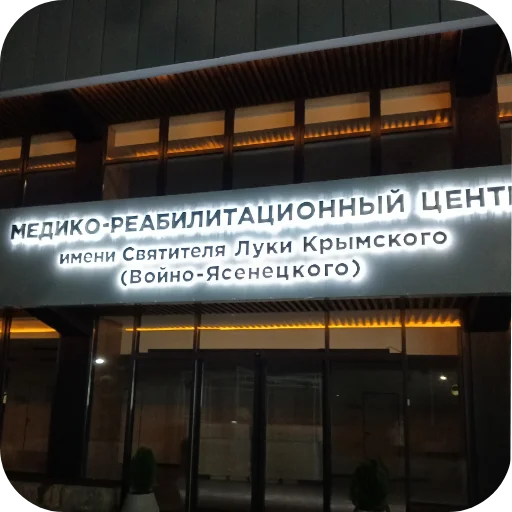 МЕДИКО-РЕАБИЛИТАЦИОННЫЙ ЦЕНТ
имени Святителя Луки Крымского
(Войно-Ясенецкого)